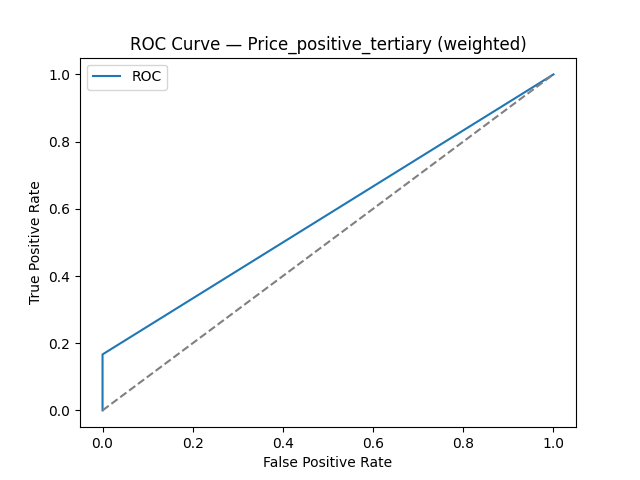 ROC Curve — Price_positive_tertiary (weighted)
ROC
True Positive Rate
1.0
0.8
0.6
0.4
0.2
0.0
0.0 0.2 0.4 0.6 0.8 1.0
False Positive Rate